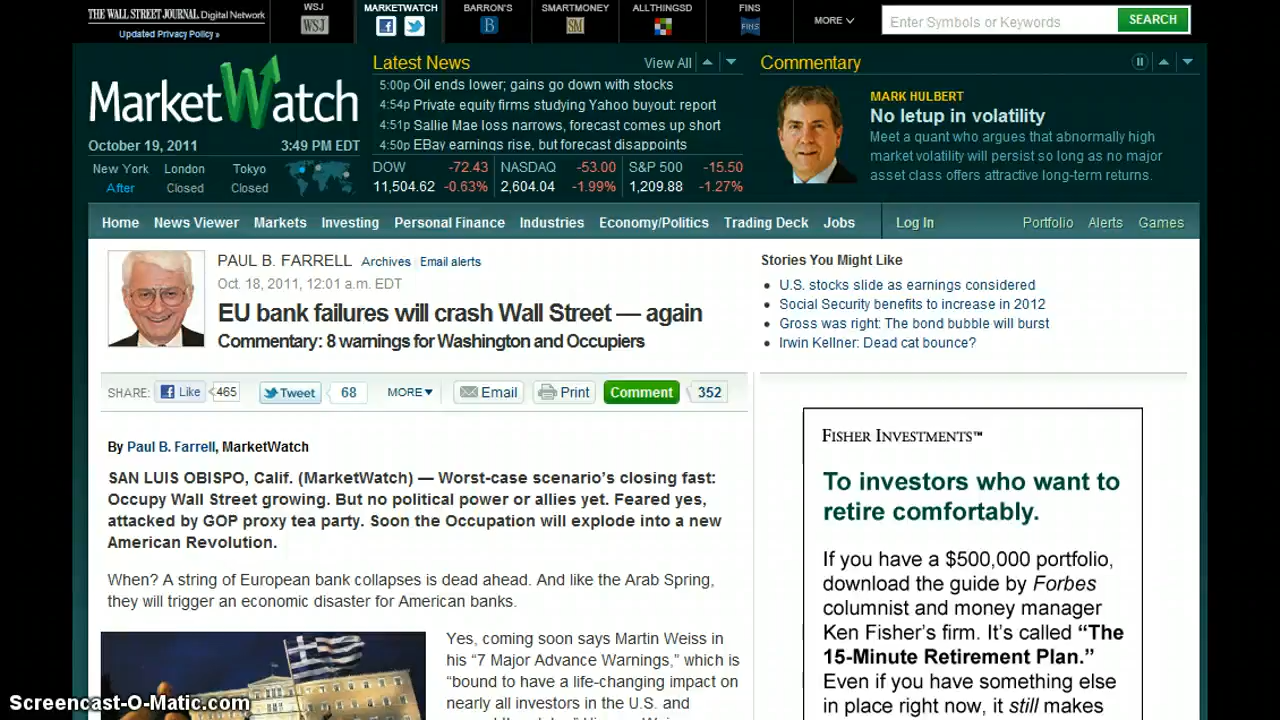 THE WALL STREET JOURNAL. Digital Network
Updated Privacy Policy »
WSJ
WSJ
MARKETWATCH
BARRON'S
B
SMARTMONEY
SM
ALLTHINGSD
FINS
FINS
MORE
Enter Symbols or Keywords
SEARCH
MarketWatch
October 19, 2011 3:49 PM EDT
New York London Tokyo
After Closed Closed
Latest News View All
5:00p Oil ends lower; gains go down with stocks
4:54p Private equity firms studying Yahoo buyout: report
4:51p Sallie Mae loss narrows, forecast comes up short
4:50p EBay earnings rise, but forecast disappoints
DOW -72.43 NASDAQ -53.00 S&P 500 -15.50
11,504.62 -0.63% 2,604.04 -1.99% 1,209.88 -1.27%
Commentary
MARK HULBERT
No letup in volatility
Meet a quant who argues that abnormally high
market volatility will persist so long as no major
asset class offers attractive long-term returns.
Home News Viewer Markets Investing Personal Finance Industries Economy/Politics Trading Deck Jobs Log In Portfolio Alerts Games
PAUL B. FARRELL Archives Email alerts
Oct. 18, 2011, 12:01 a.m. EDT
EU bank failures will crash Wall Street — again
Commentary: 8 warnings for Washington and Occupiers
SHARE: Like 465 Tweet 68 MORE Email Print Comment 352
By Paul B. Farrell, MarketWatch
SAN LUIS OBISPO, Calif. (MarketWatch) — Worst-case scenario's closing fast:
Occupy Wall Street growing. But no political power or allies yet. Feared yes,
attacked by GOP proxy tea party. Soon the Occupation will explode into a new
American Revolution.
When? A string of European bank collapses is dead ahead. And like the Arab Spring,
they will trigger an economic disaster for American banks.
Yes, coming soon says Martin Weiss in
his “7 Major Advance Warnings,” which is
“bound to have a life-changing impact on
nearly all investors in the U.S. and
Stories You Might Like
U.S. stocks slide as earnings considered
Social Security benefits to increase in 2012
Gross was right: The bond bubble will burst
Irwin Kellner: Dead cat bounce?
FISHER INVESTMENTS™
To investors who want to
retire comfortably.
If you have a $500,000 portfolio,
download the guide by Forbes
columnist and money manager
Ken Fisher's firm. It's called “The
15-Minute Retirement Plan.”
Even if you have something else
in place right now, it still makes
Screencast-O-Matic.com